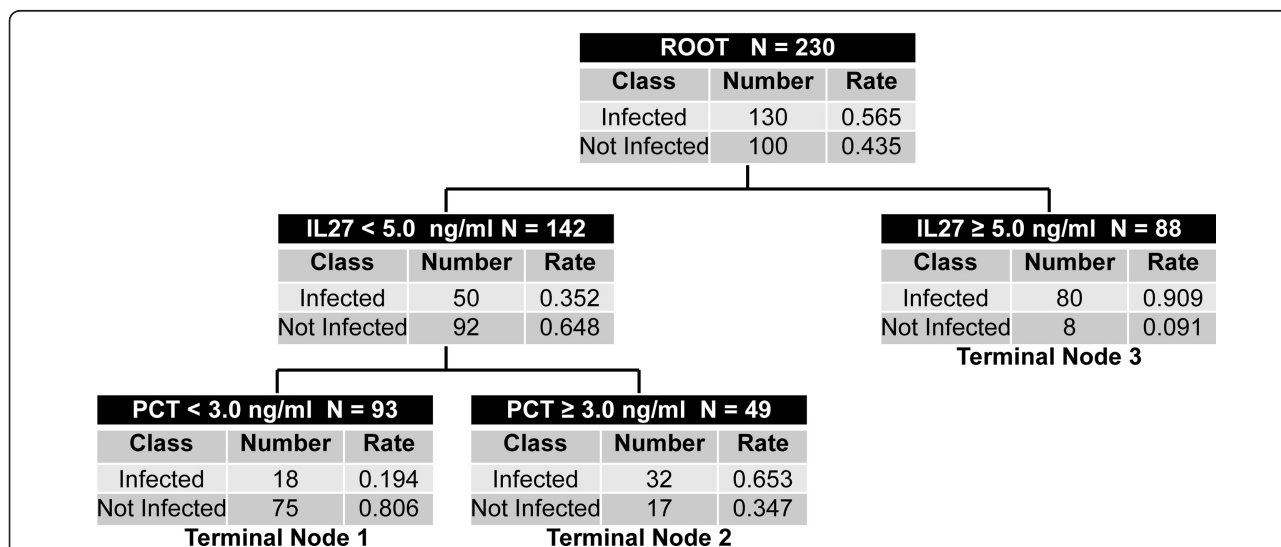 ROOT N = 230
Class Number Rate
Infected 130 0.565
Not Infected 100 0.435
IL27 < 5.0 ng/ml N = 142
Class Number Rate
Infected 50 0.352
Not Infected 92 0.648
IL27 ≥ 5.0 ng/ml N = 88
Class Number Rate
Infected 80 0.909
Not Infected 8 0.091
Terminal Node 3
PCT < 3.0 ng/ml N = 93
Class Number Rate
Infected 18 0.194
Not Infected 75 0.806
Terminal Node 1
PCT ≥ 3.0 ng/ml N = 49
Class Number Rate
Infected 32 0.653
Not Infected 17 0.347
Terminal Node 2